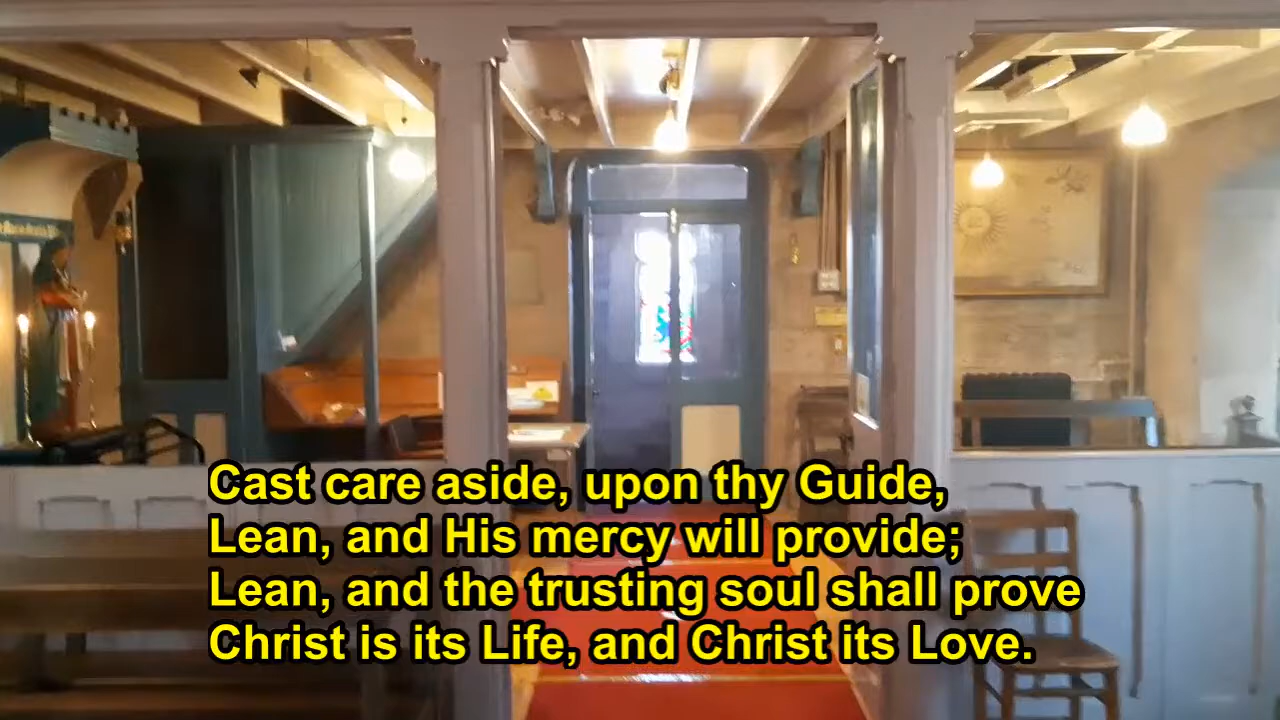 Cast care aside, upon thy Guide,
Lean, and His mercy will provide;
Lean, and the trusting soul shall prove
Christ is its Life, and Christ its Love.